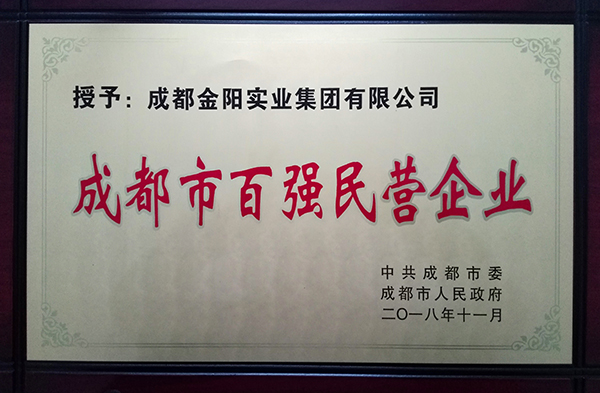 授予：成都金阳实业集团有限公司
成都市百强民营企业
中共成都市委
成都市人民政府
二〇一八年十一月